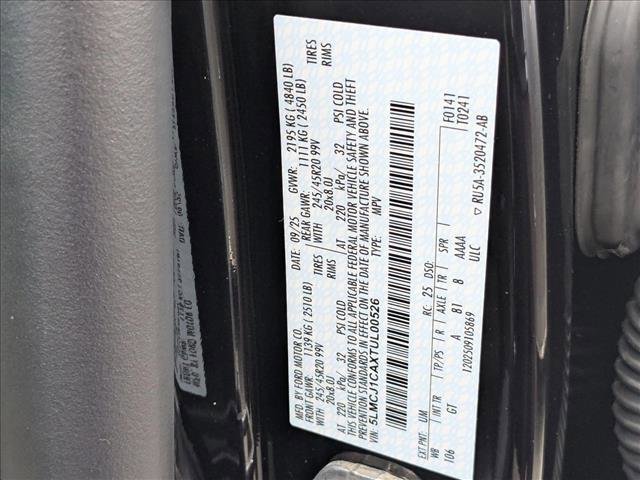 MFD. BY FORD MOTOR CO.
DATE: 09/25 GVWR: 2195 KG ( 4840 LB)
FRONT GAWR: 1139 KG ( 2510 LB) REAR GAWR: 1111 KG ( 2450 LB)
WITH 245/45R20 99V TIRES WITH 245/45R20 99V TIRES
20x8.0J RIMS 20x8.0J RIMS
AT 220 kPa/ 32 PSI COLD AT 220 kPa/ 32 PSI COLD
THIS VEHICLE CONFORMS TO ALL APPLICABLE FEDERAL MOTOR VEHICLE SAFETY AND THEFT
PREVENTION STANDARDS IN EFFECT ON THE DATE OF MANUFACTURE SHOWN ABOVE.
VIN: 5LMCJ1CAXTUL00526 TYPE: MPV
EXT PNT: UM RC: 25 DSO: F0141
WB INT TR TP/PS R AXLE TR SPR T0241
106 GT A B1 8 AAAA
ULC
1202509105869 RU5A-3520472-AB